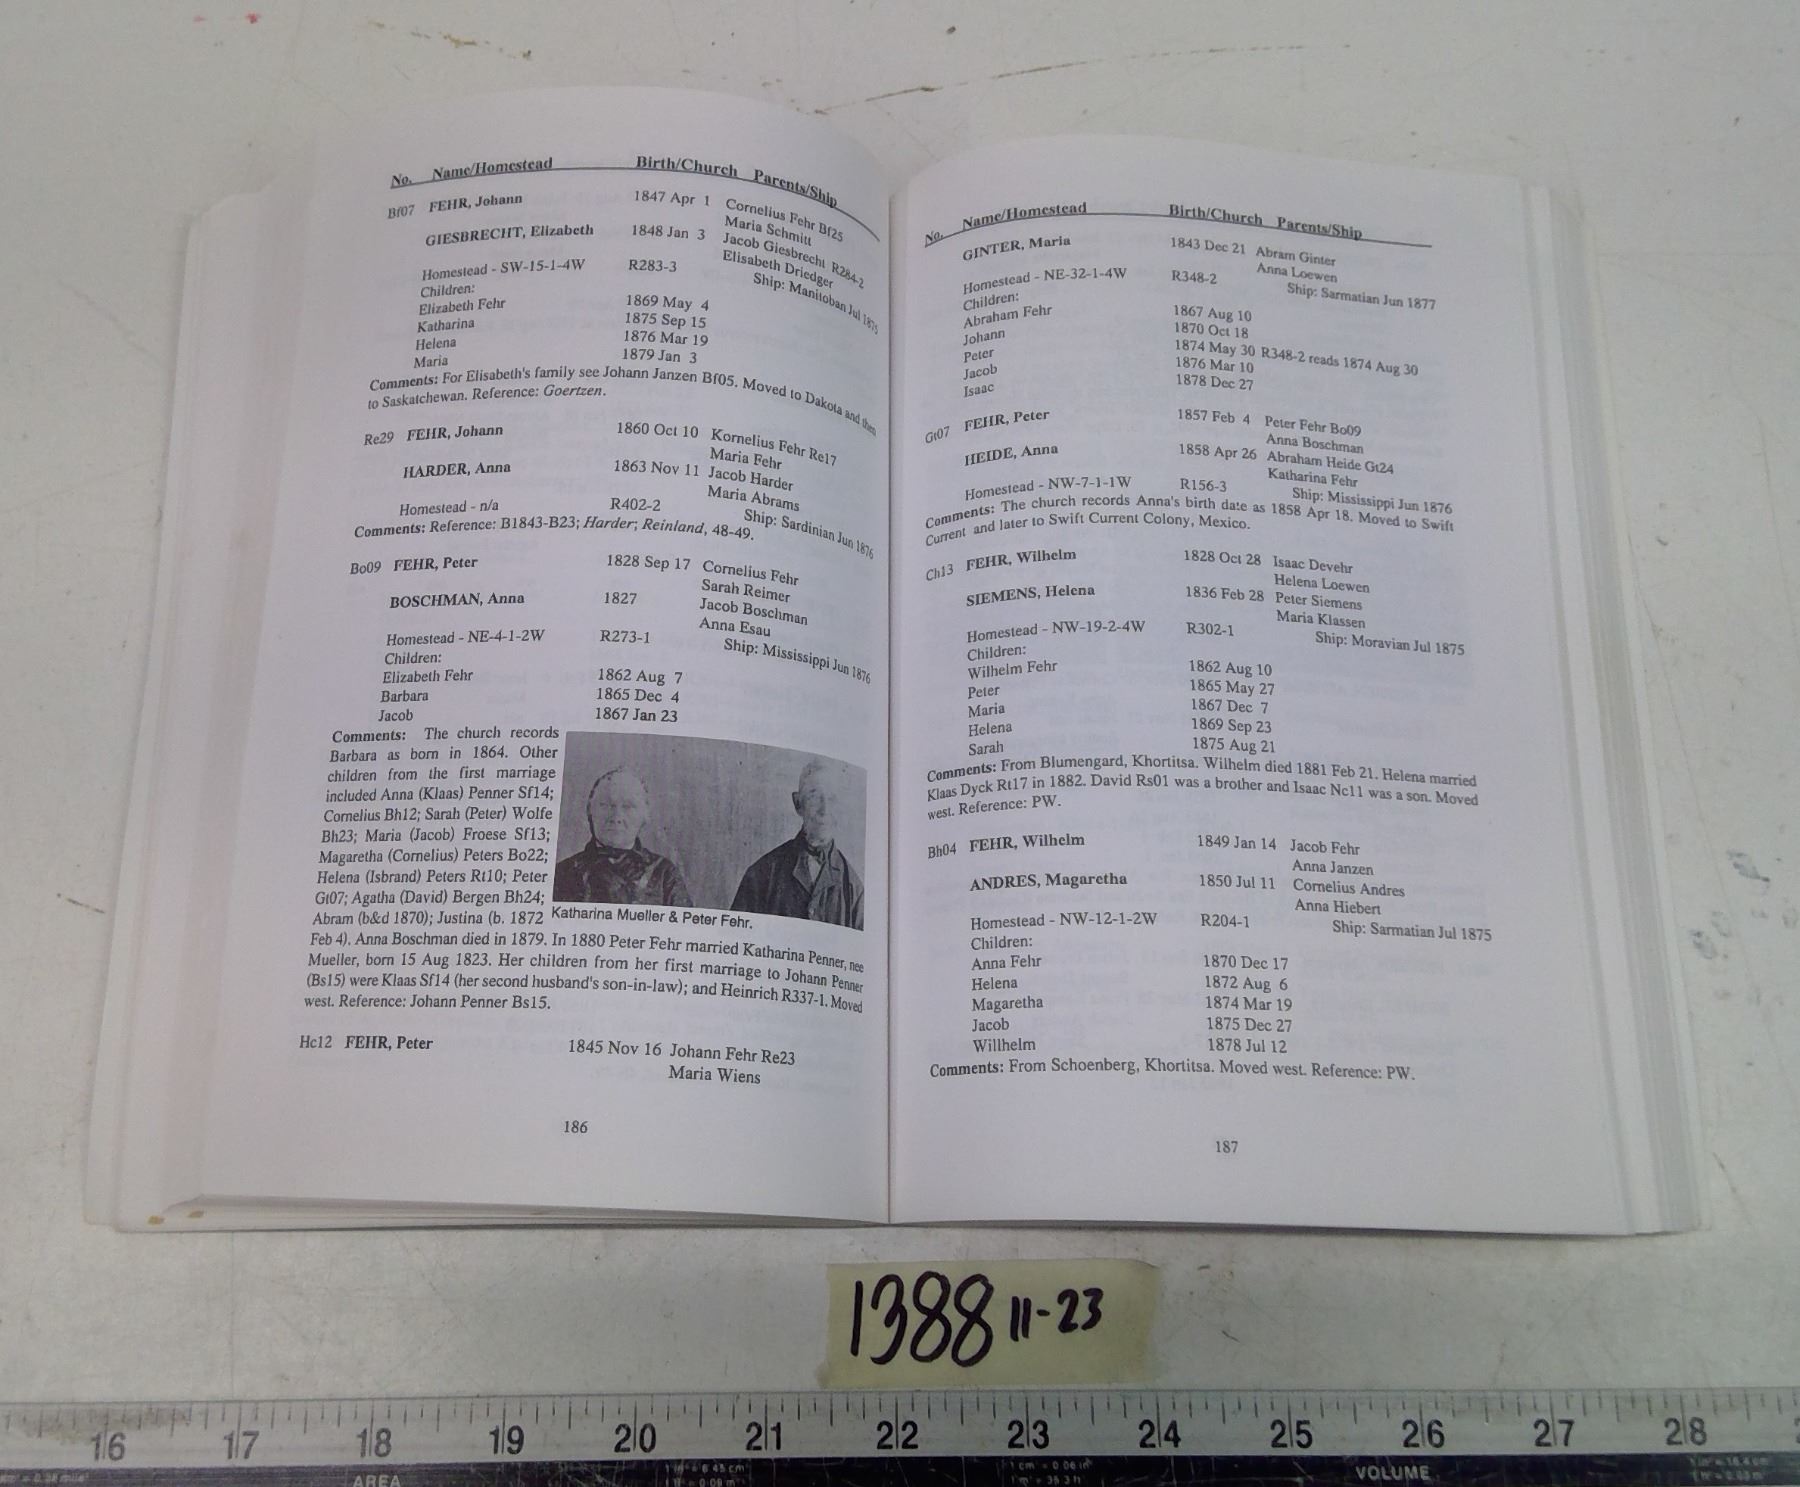 No. Name/Homestead Birth/Church Parents/Ship
Bf07 FEHR, Johann 1847 Apr 1 Cornelius Fehr Bf25
Maria Schmitt
GIESBRECHT, Elizabeth 1848 Jan 3 Jacob Giesbrecht R284-2
Elisabeth Driedger
Homestead - SW-15-1-4W R283-3 Ship: Manitoban Jul 1875
Children:
Elizabeth Fehr 1869 May 4
Katharina 1875 Sep 15
Helena 1876 Mar 19
Maria 1879 Jan 3
Comments: For Elisabeth's family see Johann Janzen Bf05. Moved to Dakota and then
to Saskatchewan. Reference: Goertzen.
Re29 FEHR, Johann 1860 Oct 10 Kornelius Fehr Re17
Maria Fehr
HARDER, Anna 1863 Nov 11 Jacob Harder
Maria Abrams
Homestead - n/a R402-2 Ship: Sardinian Jun 1876
Comments: Reference: B1843-B23; Harder; Reinland, 48-49.
Bo09 FEHR, Peter 1828 Sep 17 Cornelius Fehr
Sarah Reimer
BOSCHMAN, Anna 1827 Jacob Boschman
Anna Esau
Homestead - NE-4-1-2W R273-1 Ship: Mississippi Jun 1876
Children:
Elizabeth Fehr 1862 Aug 7
Barbara 1865 Dec 4
Jacob 1867 Jan 23
Comments: The church records
Barbara as born in 1864. Other
children from the first marriage
included Anna (Klaas) Penner Sf14;
Cornelius Bh12; Sarah (Peter) Wolfe
Bh23; Maria (Jacob) Froese Sf13;
Magaretha (Cornelius) Peters Bo22;
Helena (Isbrand) Peters Rt10; Peter
Gt07; Agatha (David) Bergen Bh24;
Abram (b&d 1870); Justina (b. 1872
Katharina Mueller & Peter Fehr.
Feb 4). Anna Boschman died in 1879. In 1880 Peter Fehr married Katharina Penner, nee
Mueller, born 15 Aug 1823. Her children from her first marriage to Johann Penner
(Bs15) were Klaas Sf14 (her second husband's son-in-law); and Heinrich R337-1. Moved
west. Reference: Johann Penner Bs15.
Hc12 FEHR, Peter 1845 Nov 16 Johann Fehr Re23
Maria Wiens
186
No. Name/Homestead Birth/Church Parents/Ship
GINTER, Maria 1843 Dec 21 Abram Ginter
Anna Loewen
Homestead - NE-32-1-4W R348-2 Ship: Sarmatian Jun 1877
Children:
Abraham Fehr 1867 Aug 10
Johann 1870 Oct 18
Peter 1874 May 30 R348-2 reads 1874 Aug 30
Jacob 1876 Mar 10
Isaac 1878 Dec 27
Gt07 FEHR, Peter 1857 Feb 4 Peter Fehr Bo09
Anna Boschman
HEIDE, Anna 1858 Apr 26 Abraham Heide Gt24
Katharina Fehr
Homestead - NW-7-1-1W R156-3 Ship: Mississippi Jun 1876
Comments: The church records Anna's birth date as 1858 Apr 18. Moved to Swift
Current and later to Swift Current Colony, Mexico.
Ch13 FEHR, Wilhelm 1828 Oct 28 Isaac Devehr
Helena Loewen
SIEMENS, Helena 1836 Feb 28 Peter Siemens
Maria Klassen
Homestead - NW-19-2-4W R302-1 Ship: Moravian Jul 1875
Children:
Wilhelm Fehr 1862 Aug 10
Peter 1865 May 27
Maria 1867 Dec 7
Helena 1869 Sep 23
Sarah 1875 Aug 21
Comments: From Blumengard, Khortitsa. Wilhelm died 1881 Feb 21. Helena married
Klaas Dyck Rt17 in 1882. David Rs01 was a brother and Isaac Nc11 was a son. Moved
west. Reference: PW.
Bh04 FEHR, Wilhelm 1849 Jan 14 Jacob Fehr
Anna Janzen
ANDRES, Magaretha 1850 Jul 11 Cornelius Andres
Anna Hiebert
Homestead - NW-12-1-2W R204-1 Ship: Sarmatian Jul 1875
Children:
Anna Fehr 1870 Dec 17
Helena 1872 Aug 6
Magaretha 1874 Mar 19
Jacob 1875 Dec 27
Willhelm 1878 Jul 12
Comments: From Schoenberg, Khortitsa. Moved west. Reference: PW.
187
1388 11-23
16 17 18 19 20 21 22 23 24 25 26 27 28
AREA VOLUME